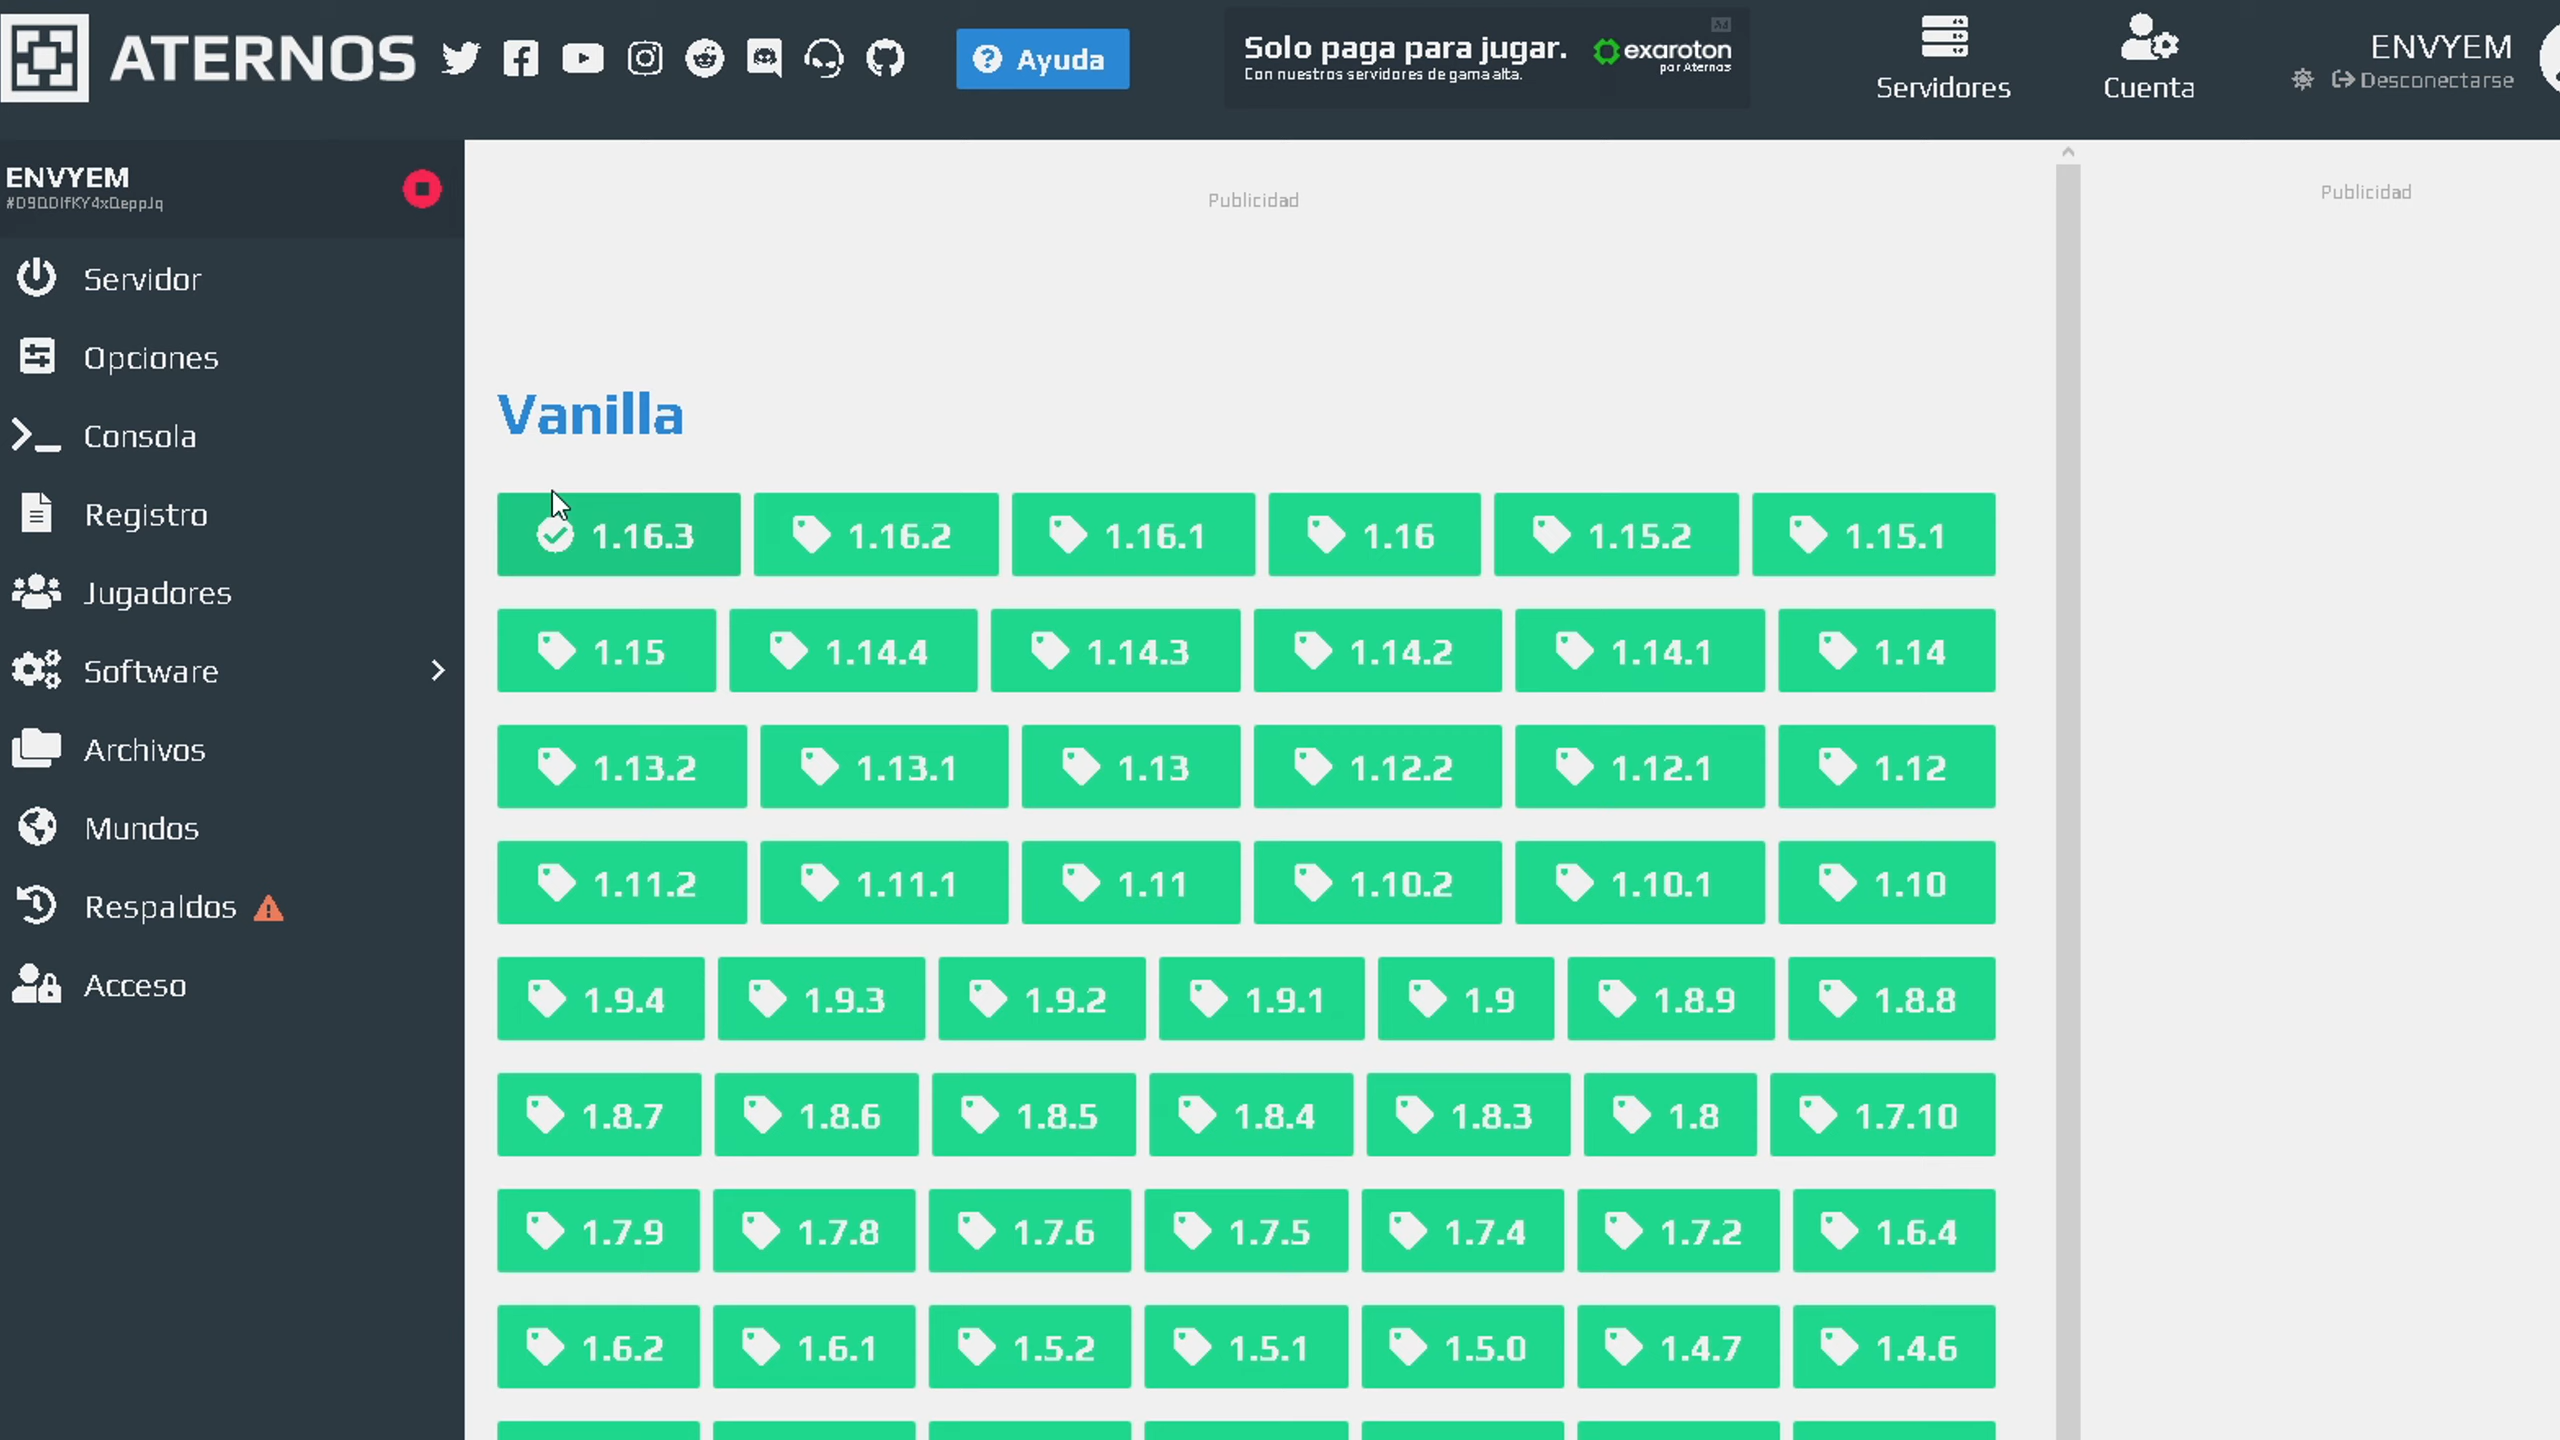 ATERNOS
Ayuda
Solo paga para jugar.
Con nuestros servidores de gama alta.
exaroton
por Aternos
Ad
Servidores
Cuenta
ENVYEM
Desconectarse
ENVYEM
Servidor
Opciones
Consola
Registro
Jugadores
Software
Archivos
Mundos
Respaldos
Acceso
Publicidad
Publicidad
Vanilla
1.16.3 1.16.2 1.16.1 1.16 1.15.2 1.15.1
1.15 1.14.4 1.14.3 1.14.2 1.14.1 1.14
1.13.2 1.13.1 1.13 1.12.2 1.12.1 1.12
1.11.2 1.11.1 1.11 1.10.2 1.10.1 1.10
1.9.4 1.9.3 1.9.2 1.9.1 1.9 1.8.9 1.8.8
1.8.7 1.8.6 1.8.5 1.8.4 1.8.3 1.8 1.7.10
1.7.9 1.7.8 1.7.6 1.7.5 1.7.4 1.7.2 1.6.4
1.6.2 1.6.1 1.5.2 1.5.1 1.5.0 1.4.7 1.4.6